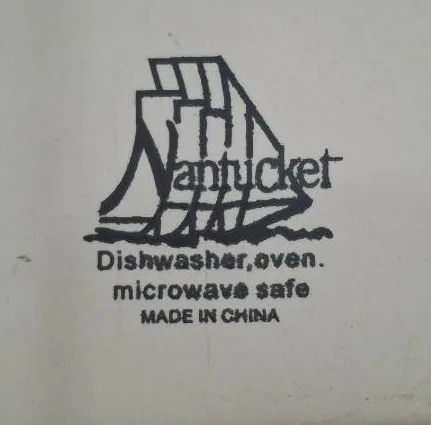 Nantucket
Dishwasher,oven.
microwave safe
MADE IN CHINA